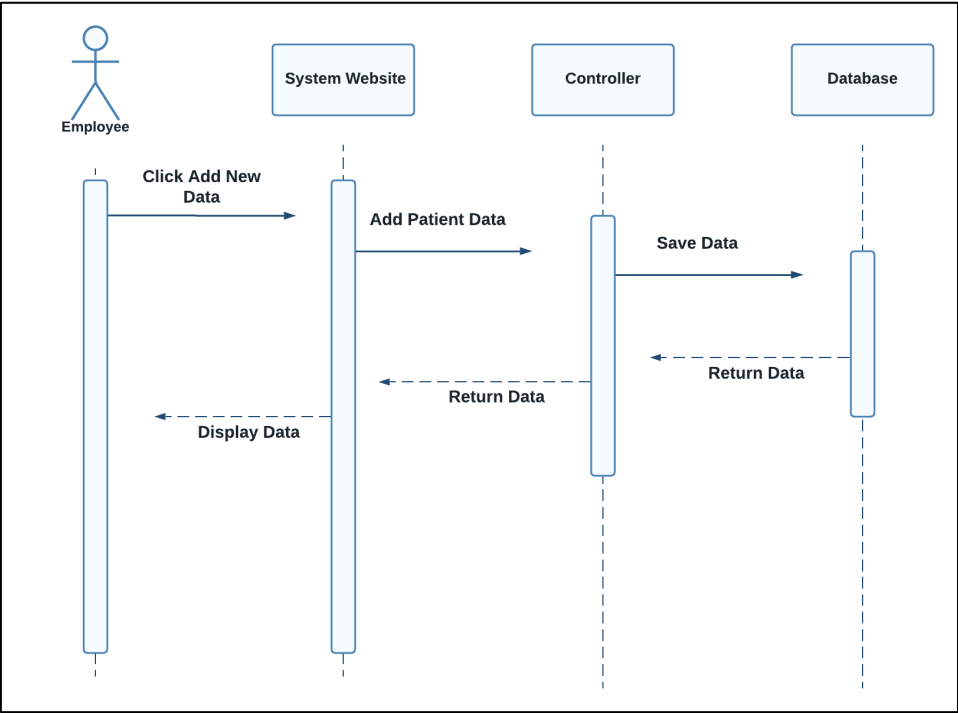 System Website
Controller
Database
Employee
Click Add New
Data
Add Patient Data
Save Data
Return Data
Return Data
Display Data